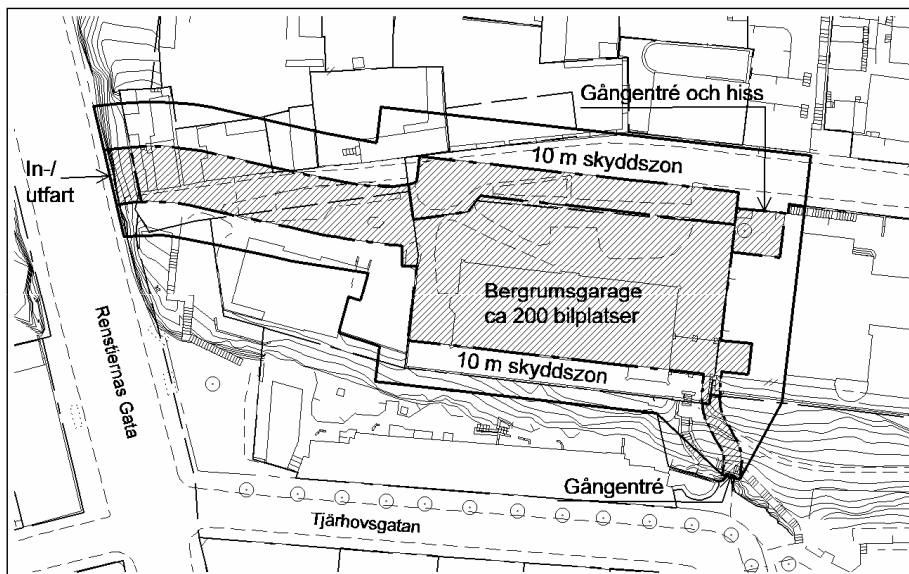 Gångentré och hiss
10 m skyddszon
In-/
utfart
Bergrumsgarage
ca 200 bilplatser
Renstiernas Gata
10 m skyddszon
Gångentré
Tjärhovsgatan